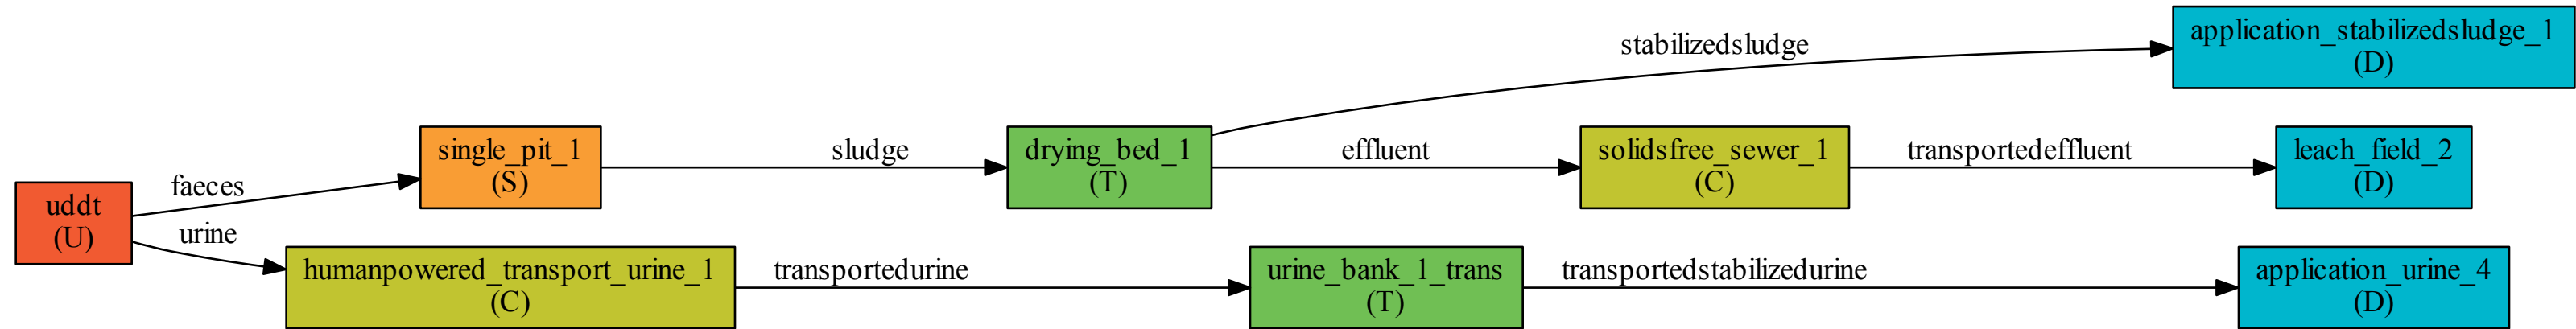 stabilizedsludge
application_stabilizedsludge_1
(D)
uddt
(U)
faeces
urine
single_pit_1
(S)
sludge
drying_bed_1
(T)
effluent
solidsfree_sewer_1
(C)
transportedeffluent
leach_field_2
(D)
humanpowered_transport_urine_1
(C)
transportedurine
urine_bank_1_trans
(T)
transportedstabilizedurine
application_urine_4
(D)